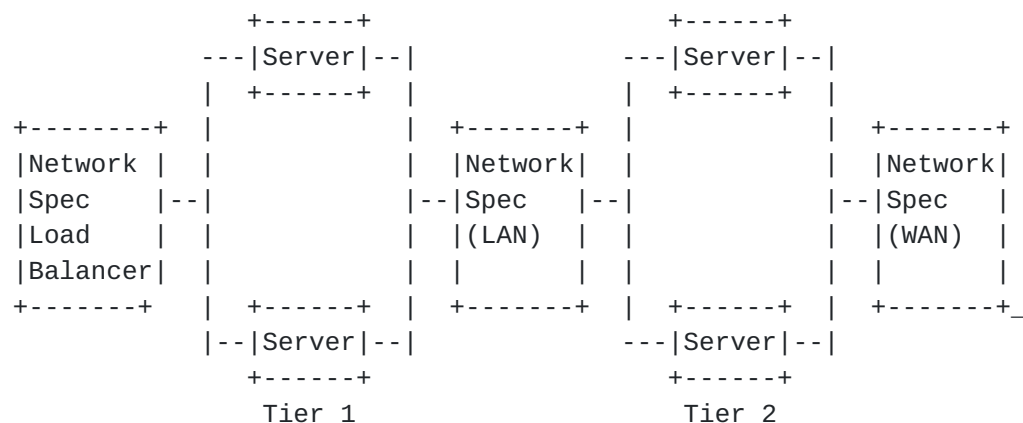 Server Server
Network Network Network
Spec Spec Spec
Load (LAN) (WAN)
Balancer
Server Server
Tier 1 Tier 2